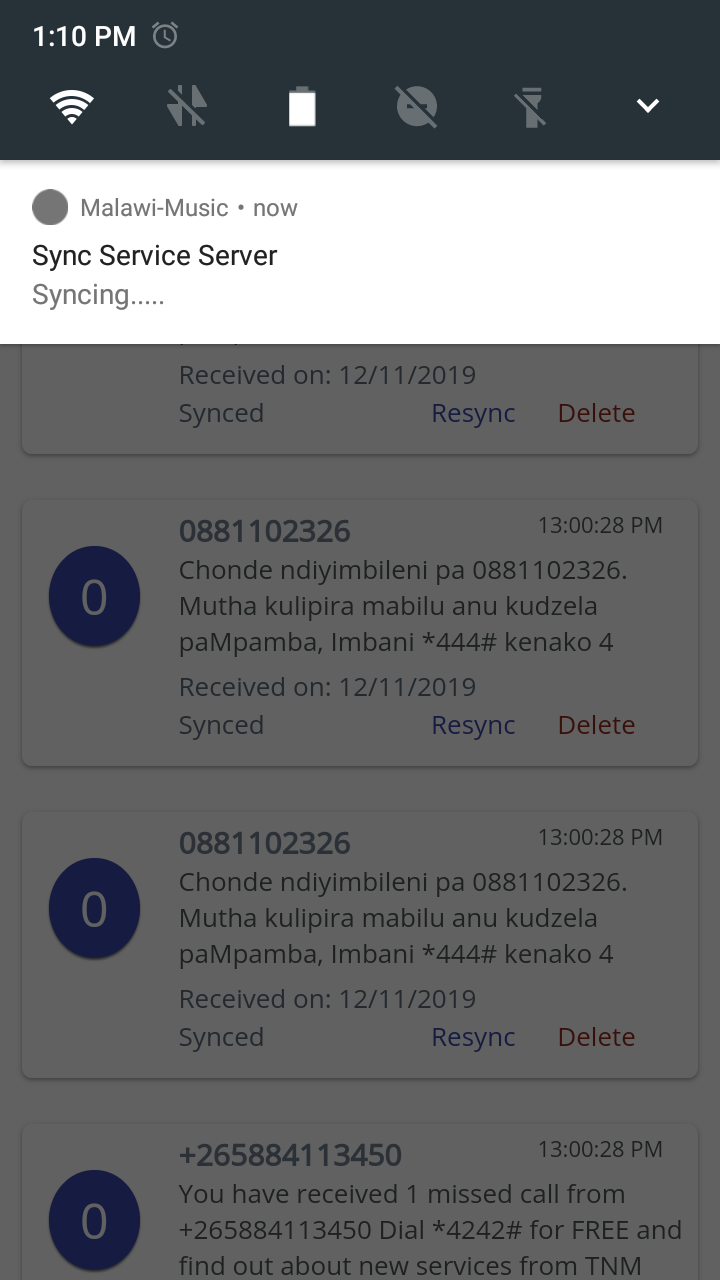 1:10 PM
Malawi-Music • now
Sync Service Server
Syncing.....
Received on: 12/11/2019
Synced Resync Delete
0881102326 13:00:28 PM
0
Chonde ndiyimbileni pa 0881102326.
Mutha kulipira mabilu anu kudzela
paMpamba, Imbani *444# kenako 4
Received on: 12/11/2019
Synced Resync Delete
0881102326 13:00:28 PM
0
Chonde ndiyimbileni pa 0881102326.
Mutha kulipira mabilu anu kudzela
paMpamba, Imbani *444# kenako 4
Received on: 12/11/2019
Synced Resync Delete
+265884113450 13:00:28 PM
0
You have received 1 missed call from
+265884113450 Dial *4242# for FREE and
find out about new services from TNM